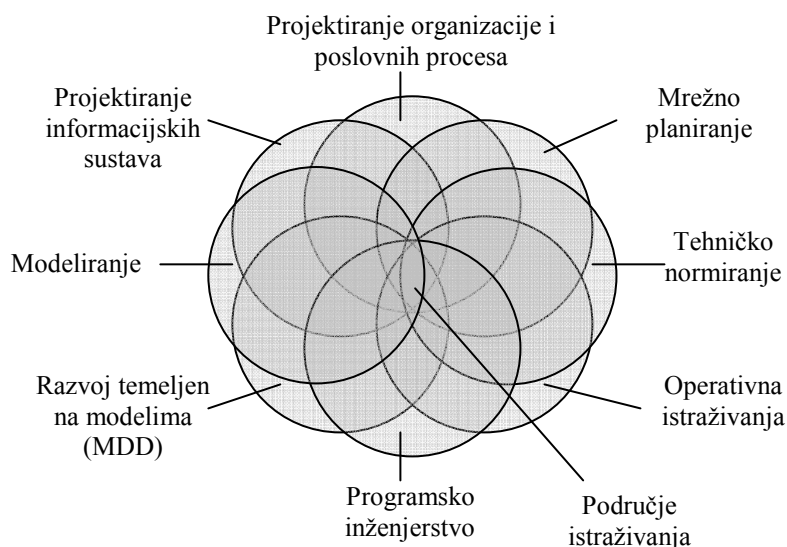 Projektiranje organizacije i
poslovnih procesa
Projektiranje
informacijskih
sustava
Mrežno
planiranje
Modeliranje
Tehničko
normiranje
Razvoj temeljen
na modelima
(MDD)
Operativna
istraživanja
Programsko
inženjerstvo
Područje
istraživanja